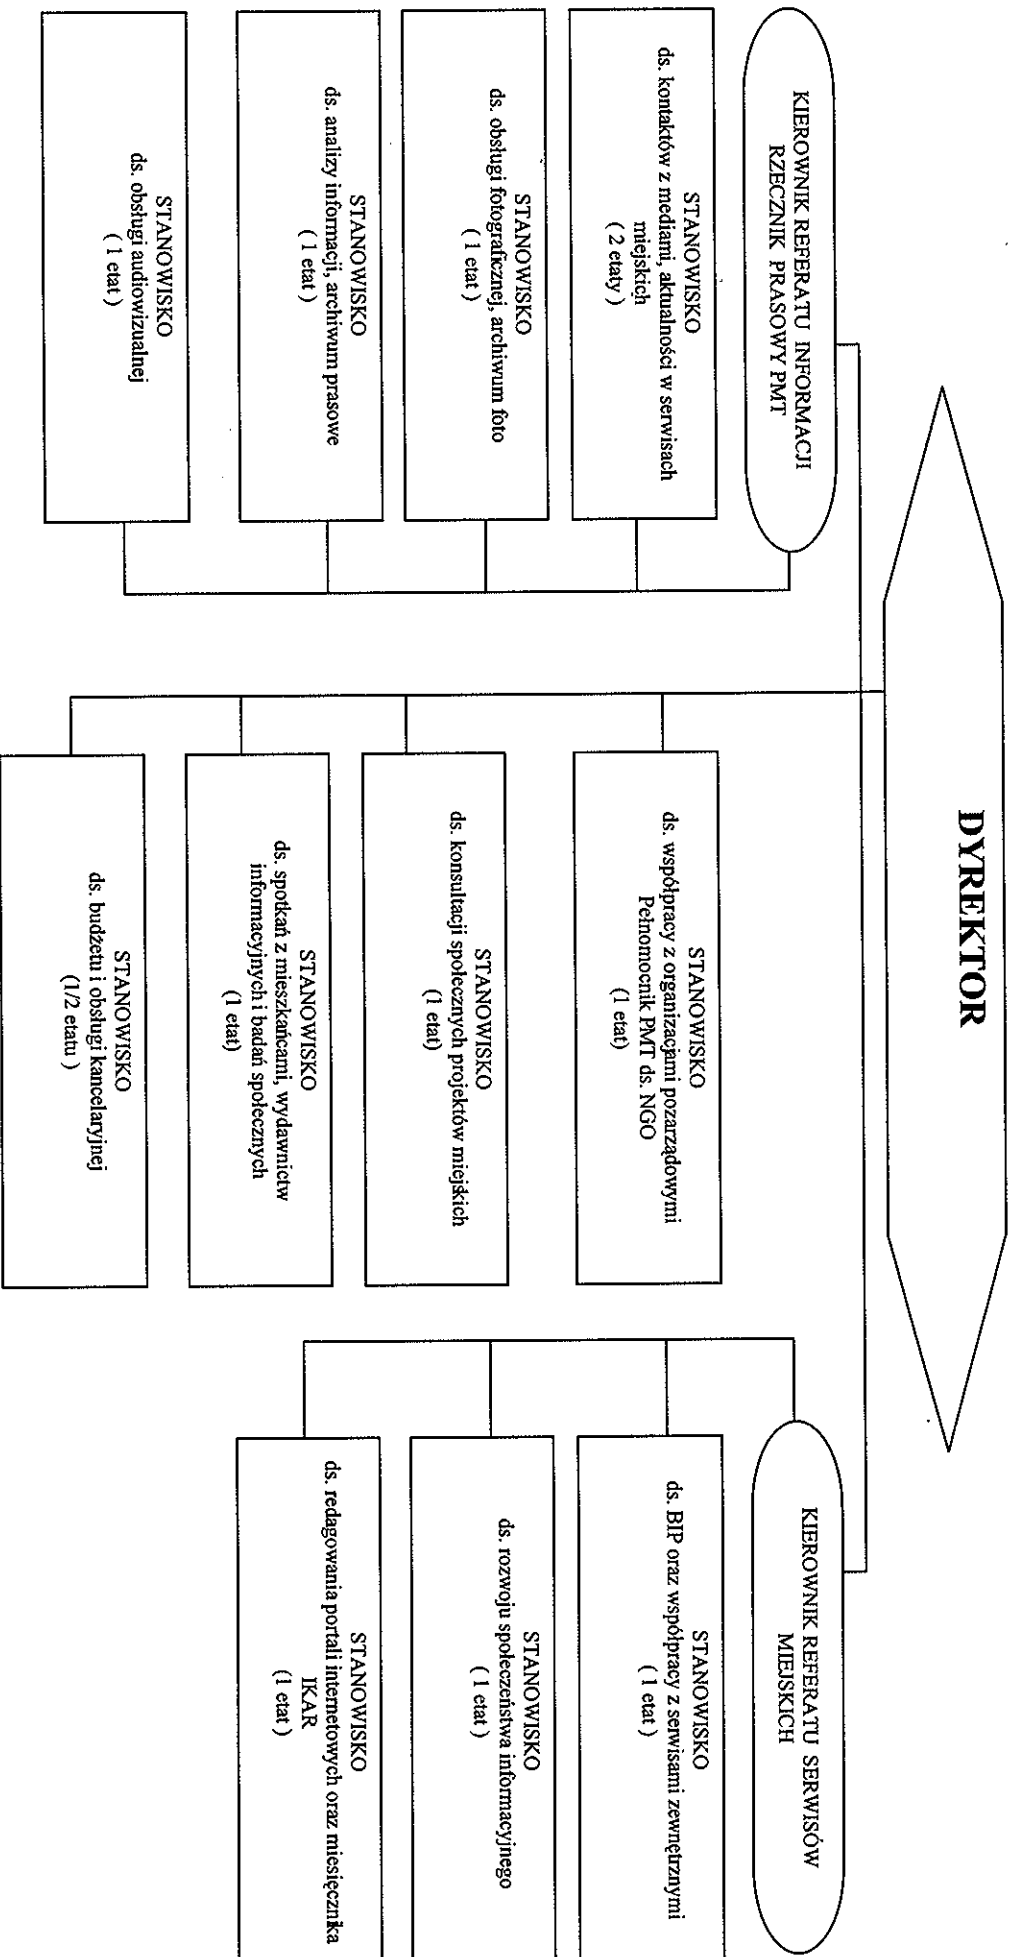 DYREKTOR
KIEROWNIK REFERATU INFORMACJI
RZECZNIK PRASOWY PMT
STANOWISKO
ds. kontaktów z mediami, aktualności w serwisach
miejskich
( 2 etaty )
STANOWISKO
ds. obsługi fotograficznej, archiwum foto
( 1 etat )
STANOWISKO
ds. analizy informacji, archiwum prasowe
( 1 etat )
STANOWISKO
ds. obsługi audiowizualnej
( 1 etat )
STANOWISKO
ds. współpracy z organizacjami pozarządowymi
Pełnomocnik PMT ds. NGO
(1 etat)
STANOWISKO
ds. konsultacji społecznych projektów miejskich
(1 etat)
STANOWISKO
ds. spotkań z mieszkańcami, wydawnictw
informacyjnych i badań społecznych
(1 etat)
STANOWISKO
ds. budżetu i obsługi kancelaryjnej
(1/2 etatu )
KIEROWNIK REFERATU SERWISÓW
MIEJSKICH
STANOWISKO
ds. BIP oraz współpracy z serwisami zewnętrznymi
( 1 etat )
STANOWISKO
ds. rozwoju społeczeństwa informacyjnego
( 1 etat )
STANOWISKO
ds. redagowania portali internetowych oraz miesięcznika
IKAR
(1 etat )